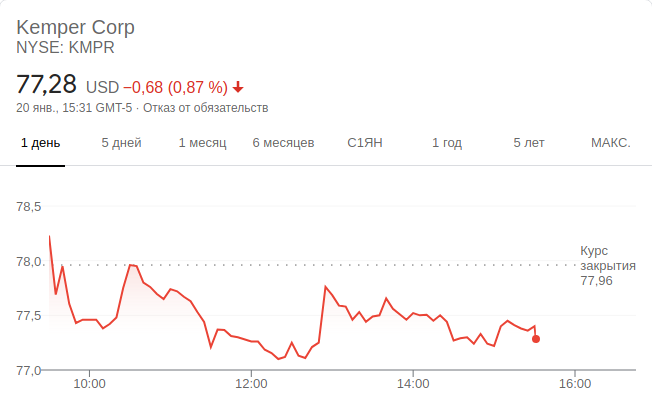 Kemper Corp
NYSE: KMPR
77,28 USD −0,68 (0,87 %)
20 янв., 15:31 GMT-5 · Отказ от обязательств
1 день 5 дней 1 месяц 6 месяцев С1ЯН 1 год 5 лет МАКС.
78,5
Курс
78,0 закрытия
77,96
77,5
77,0
10:00 12:00 14:00 16:00